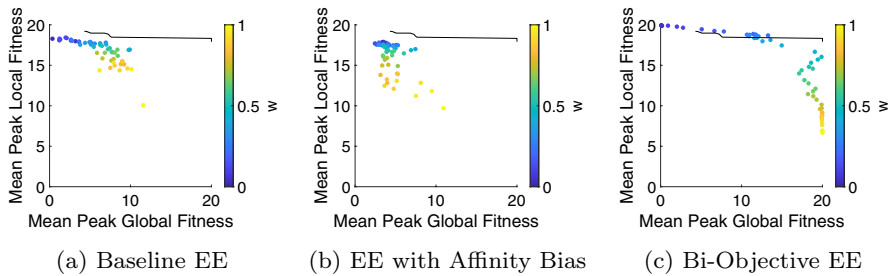 20
15
10
5
0
0
10
20
Mean Peak Local Fitness
Mean Peak Global Fitness
1
0.5
0
w
(a) Baseline EE
20
15
10
5
0
0
10
20
Mean Peak Local Fitness
Mean Peak Global Fitness
1
0.5
0
w
(b) EE with Affinity Bias
20
15
10
5
0
0
10
20
Mean Peak Local Fitness
Mean Peak Global Fitness
1
0.5
0
w
(c) Bi-Objective EE